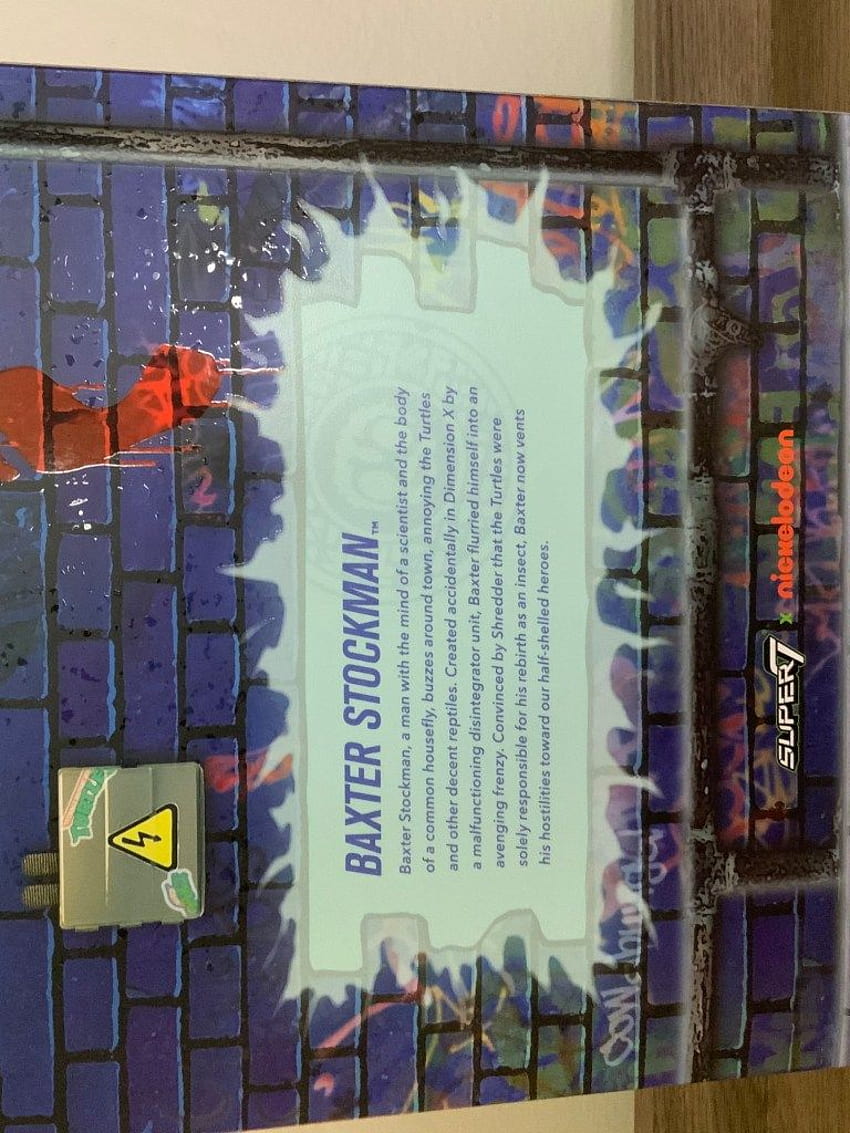 BAXTER STOCKMAN™
Baxter Stockman, a man with the mind of a scientist and the body
of a common housefly, buzzes around town, annoying the Turtles
and other decent reptiles. Created accidentally in Dimension X by
a malfunctioning disintegrator unit, Baxter flurried himself into an
avenging frenzy. Convinced by Shredder that the Turtles were
solely responsible for his rebirth as an insect, Baxter now vents
his hostilities toward our half-shelled heroes.
SUPER7 x nickelodeon